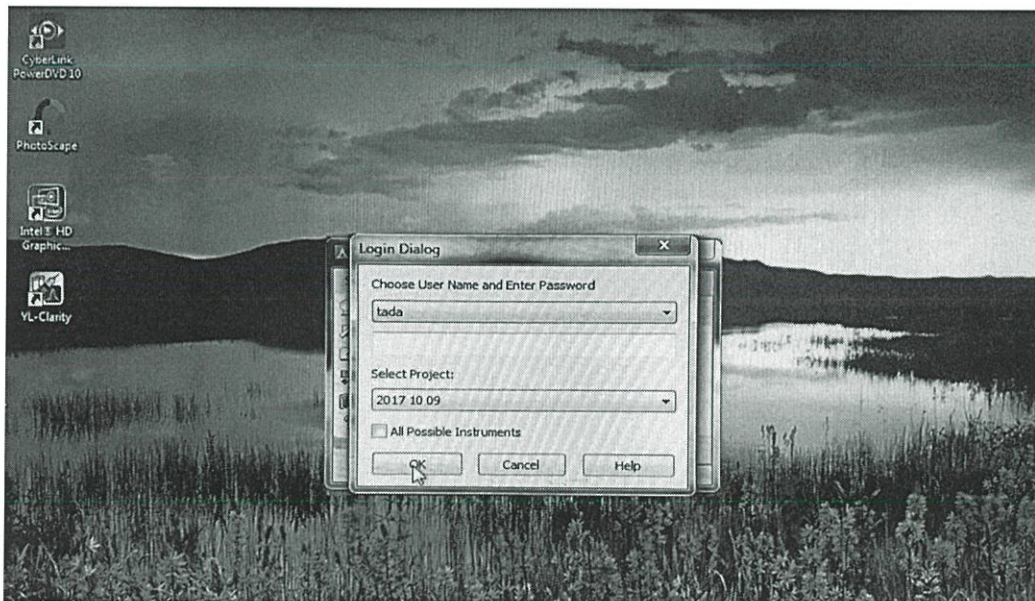 CyberLink
PowerDVD 10
PhotoScape
Intel® HD
Graphic...
YL-Clarity
Login Dialog
Choose User Name and Enter Password
tada
Select Project:
2017 10 09
All Possible Instruments
OK
Cancel
Help